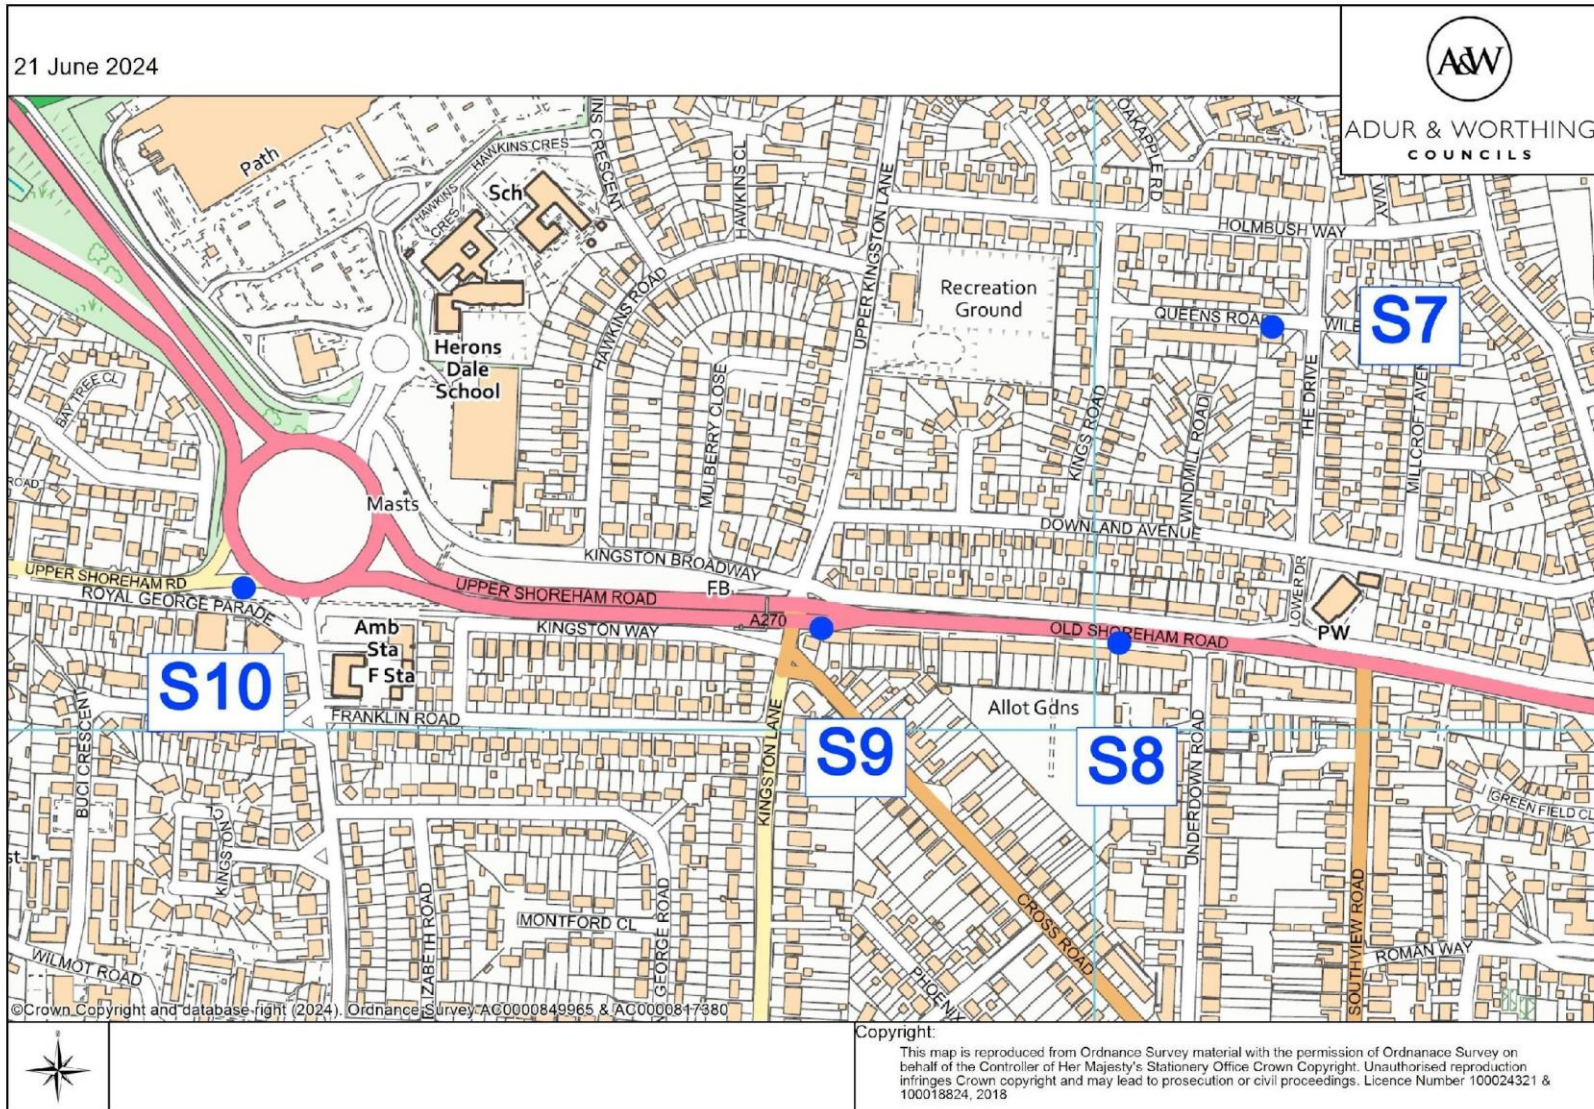 21 June 2024
A&W
ADUR & WORTHING
COUNCILS
Path
HAWKINS CRES
HAWKINS CRES
Sch
CRESCENT
HAWKINS CL
UPPER KINGSTON LANE
OAKAPPLE RD
WAY
HOLMBUSH WAY
Recreation
Ground
QUEENS ROAD
S7
Herons
Dale
School
HAWKINS ROAD
MULBERRY CLOSE
BAY TREE CL
KINGS ROAD
WINDMILL ROAD
THE DRIVE
ROAD
Masts
DOWNLAND AVENUE
KINGSTON BROADWAY
FB
UPPER SHOREHAM RD
UPPER SHOREHAM ROAD
LOWER DR
ROYAL GEORGE PARADE
A270
OLD SHOREHAM ROAD
PW
Amb
Sta
F Sta
KINGSTON WAY
S10
FRANKLIN ROAD
Allot Gdns
S9
S8
BUCI CRESCENT
KINGSTON LANE
UNDERDOWN ROAD
GREEN FIELD CL
KINGSTON CL
MONTFORD CL
GEORGE ROAD
CROSS ROAD
SOUTHVIEW ROAD
ROMAN WAY
WILMOT ROAD
PHOENIX
©Crown Copyright and database right (2024). Ordnance Survey AC0000849965 & AC0000817380
Copyright:
This map is reproduced from Ordnance Survey material with the permission of Ordnanace Survey on
behalf of the Controller of Her Majesty's Stationery Office Crown Copyright. Unauthorised reproduction
infringes Crown copyright and may lead to prosecution or civil proceedings. Licence Number 100024321 &
100018824, 2018